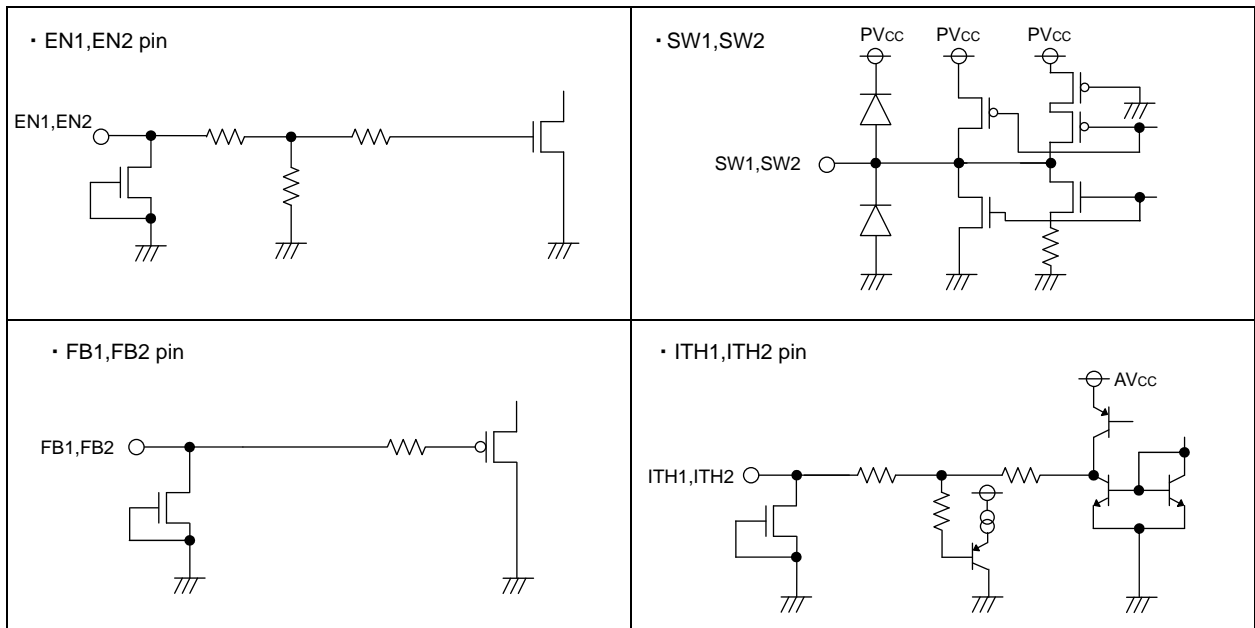 ・EN1,EN2 pin
EN1,EN2
・SW1,SW2
PVCC PVCC PVCC
SW1,SW2
・FB1,FB2 pin
FB1,FB2
・ITH1,ITH2 pin
AVCC
ITH1,ITH2